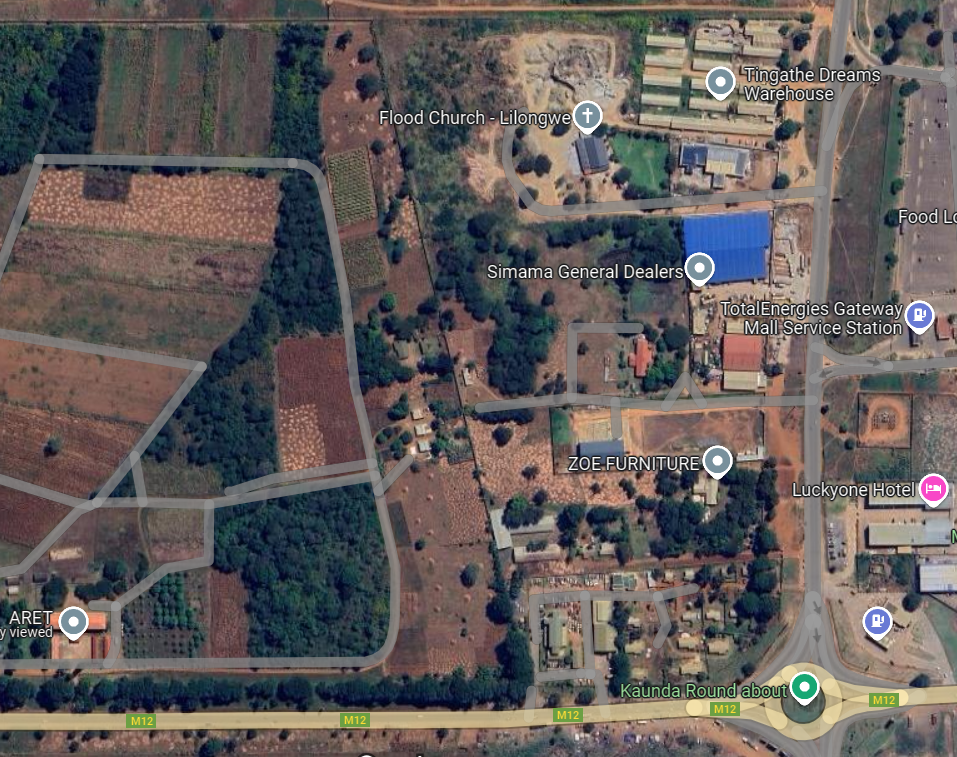 Tingathe Dreams
Warehouse
Flood Church - Lilongwe
Food Lo
Simama General Dealers
TotalEnergies Gateway
Mall Service Station
ZOE FURNITURE
Luckyone Hotel
N
ARET
y viewed
Kaunda Round about
M12
M12
M12
M12
M12